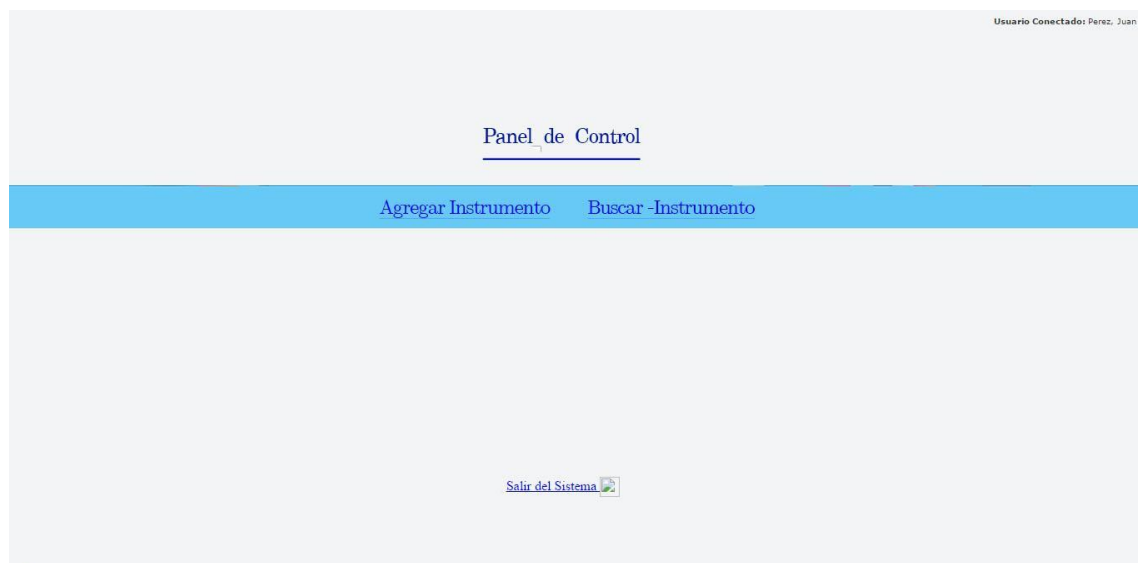 Usuario Conectado: Perez, Juan
Panel de Control
Agregar Instrumento Buscar -Instrumento
Salir del Sistema